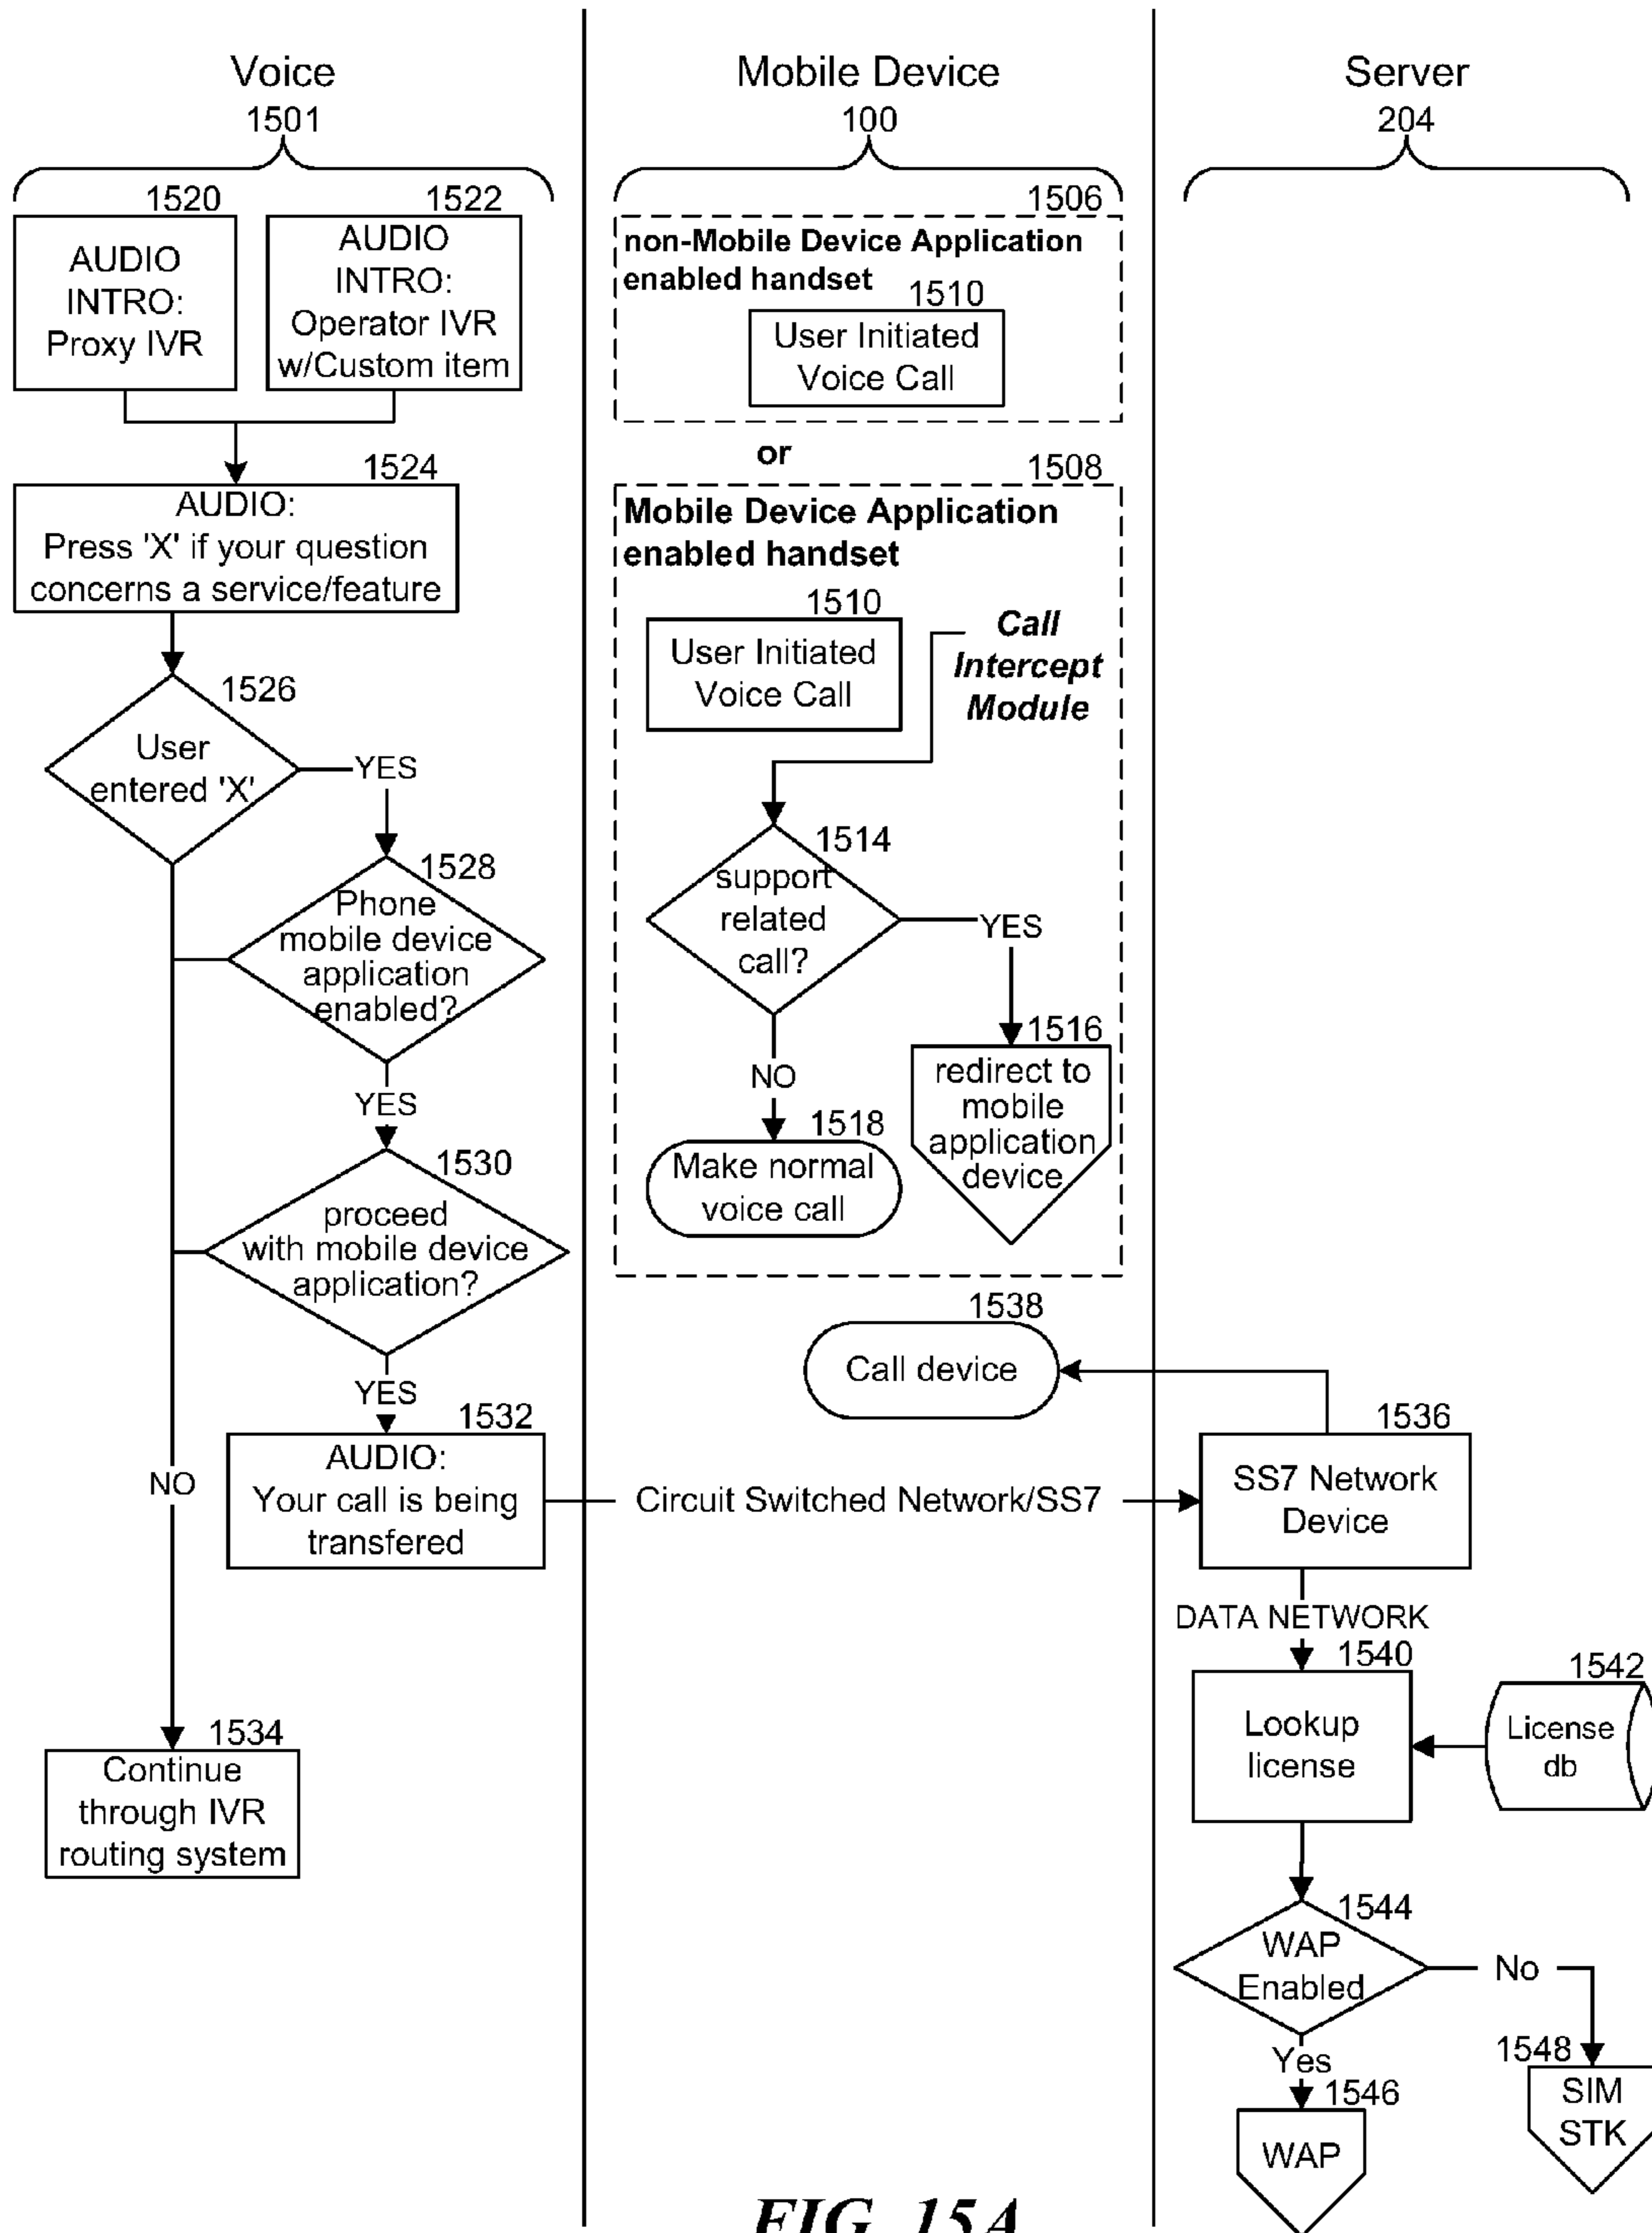 Voice
1501
1520
AUDIO
INTRO:
Proxy IVR
1522
AUDIO
INTRO:
Operator IVR
w/Custom item
1524
AUDIO:
Press 'X' if your question
concerns a service/feature
1526
User
entered 'X'
YES
1528
Phone
mobile device
application
enabled?
YES
1530
proceed
with mobile device
application?
YES
NO
1532
AUDIO:
Your call is being
transfered
1534
Continue
through IVR
routing system
Mobile Device
100
1506
non-Mobile Device Application
enabled handset
1510
User Initiated
Voice Call
or
1508
Mobile Device Application
enabled handset
1510
User Initiated
Voice Call
Call
Intercept
Module
1514
support
related
call?
YES
NO
1516
redirect to
mobile
application
device
1518
Make normal
voice call
1538
Call device
Circuit Switched Network/SS7
Server
204
1536
SS7 Network
Device
DATA NETWORK
1540
Lookup
license
1542
License
db
1544
WAP
Enabled
No
Yes
1546
WAP
1548
SIM
STK
FIG. 15A